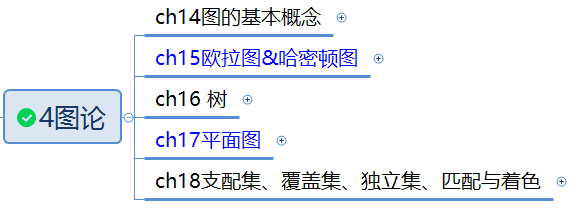 ch14图的基本概念
ch15欧拉图&哈密顿图
ch16 树
4图论
ch17平面图
ch18支配集、覆盖集、独立集、匹配与着色